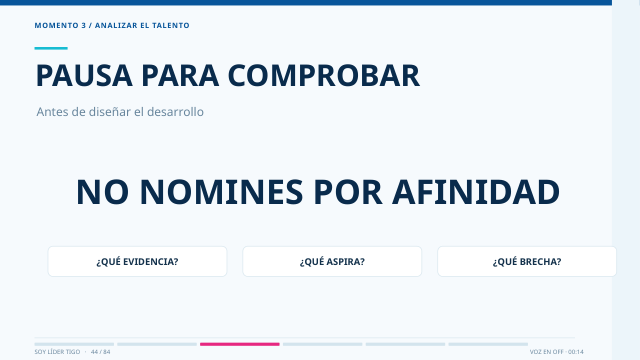 MOMENTO 3 / ANALIZAR EL TALENTO
PAUSA PARA COMPROBAR
Antes de diseñar el desarrollo
NO NOMINES POR AFINIDAD
¿QUÉ EVIDENCIA?
¿QUÉ ASPIRA?
¿QUÉ BRECHA?
SOY LÍDER TIGO · 44 / 84
VOZ EN OFF · 00:14